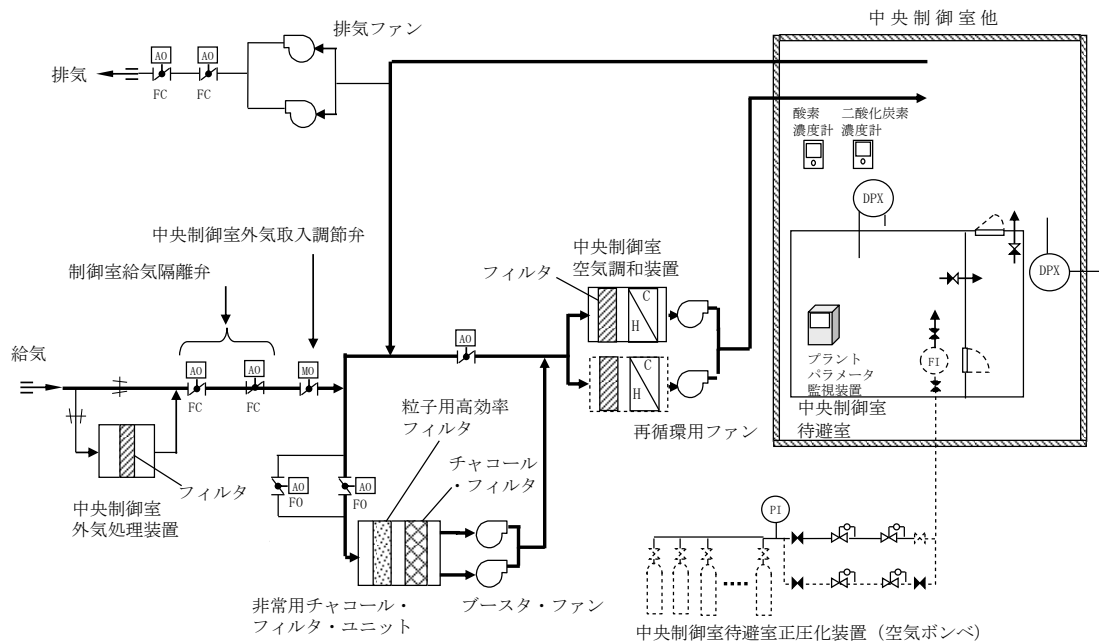 中央制御室他
排気ファン
AO
AO
排気
FC
FC
酸素
濃度計
二酸化炭素
濃度計
DPX
DPX
中央制御室外気取入調節弁
制御室給気隔離弁
中央制御室
空気調和装置
フィルタ
C
H
AO
給気
AO
AO
MO
FC
FC
C
H
プラント
パラメータ
監視装置
FI
中央制御室
待避室
再循環用ファン
粒子用高効率
フィルタ
チャコール
・フィルタ
フィルタ
AO
AO
FO
FO
中央制御室
外気処理装置
PI
非常用チャコール・
フィルタ・ユニット
ブースタ・ファン
中央制御室待避室正圧化装置（空気ボンベ）